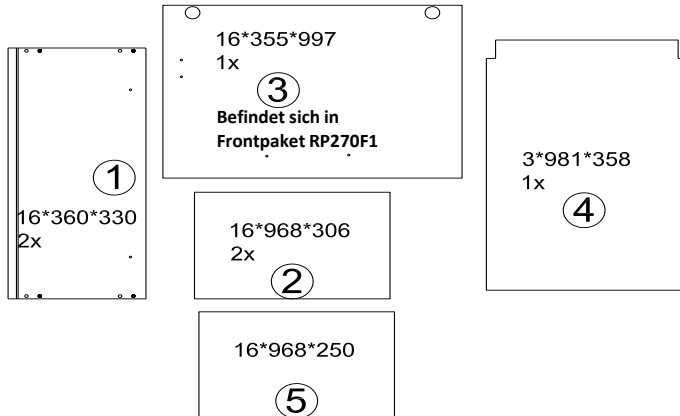 16*355*997
1x
3
Befindet sich in
Frontpaket RP270F1
1
16*360*330
2x
16*968*306
2x
2
3*981*358
1x
4
16*968*250
5